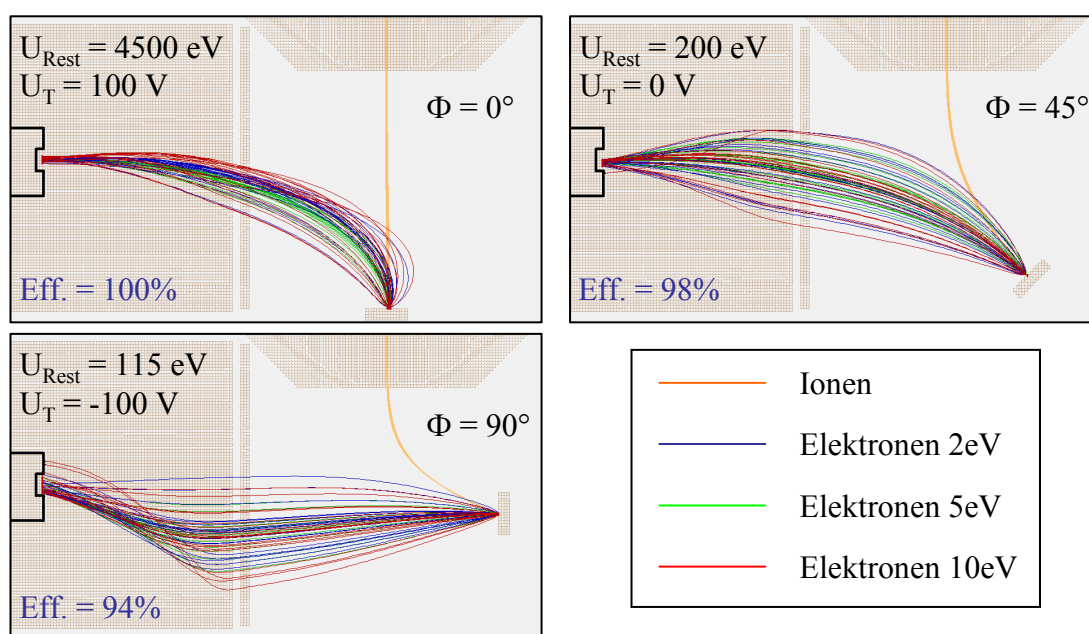 U_Rest = 4500 eV
U_T = 100 V
Φ = 0°
Eff. = 100%
U_Rest = 200 eV
U_T = 0 V
Φ = 45°
Eff. = 98%
U_Rest = 115 eV
U_T = -100 V
Φ = 90°
Eff. = 94%
Ionen
Elektronen 2eV
Elektronen 5eV
Elektronen 10eV